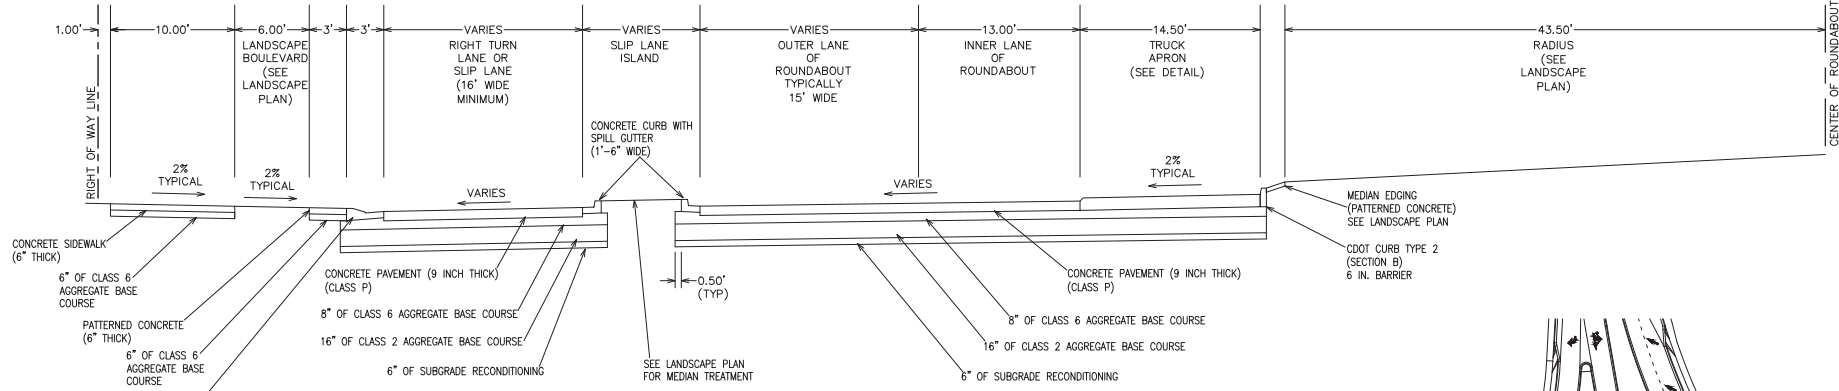 1.00'
10.00'
6.00'
3'
3'
VARIES
VARIES
VARIES
13.00'
14.50'
43.50'
LANDSCAPE
BOULEVARD
(SEE
LANDSCAPE
PLAN)
RIGHT TURN
LANE OR
SLIP LANE
(16' WIDE
MINIMUM)
SLIP LANE
ISLAND
OUTER LANE
OF
ROUNDABOUT
TYPICALLY
15' WIDE
INNER LANE
OF
ROUNDABOUT
TRUCK
APRON
(SEE DETAIL)
RADIUS
(SEE
LANDSCAPE
PLAN)
RIGHT OF WAY LINE
CENTER OF ROUNDABOUT
CONCRETE CURB WITH
SPILL GUTTER
(1'-6" WIDE)
2%
TYPICAL
2%
TYPICAL
VARIES
VARIES
2%
TYPICAL
MEDIAN EDGING
(PATTERNED CONCRETE)
SEE LANDSCAPE PLAN
CDOT CURB TYPE 2
(SECTION B)
6 IN. BARRIER
CONCRETE SIDEWALK
(6" THICK)
6" OF CLASS 6
AGGREGATE BASE
COURSE
PATTERNED CONCRETE
(6" THICK)
6" OF CLASS 6
AGGREGATE BASE
COURSE
CONCRETE PAVEMENT (9 INCH THICK)
(CLASS P)
8" OF CLASS 6 AGGREGATE BASE COURSE
16" OF CLASS 2 AGGREGATE BASE COURSE
6" OF SUBGRADE RECONDITIONING
0.50'
(TYP)
SEE LANDSCAPE PLAN
FOR MEDIAN TREATMENT
CONCRETE PAVEMENT (9 INCH THICK)
(CLASS P)
8" OF CLASS 6 AGGREGATE BASE COURSE
16" OF CLASS 2 AGGREGATE BASE COURSE
6" OF SUBGRADE RECONDITIONING